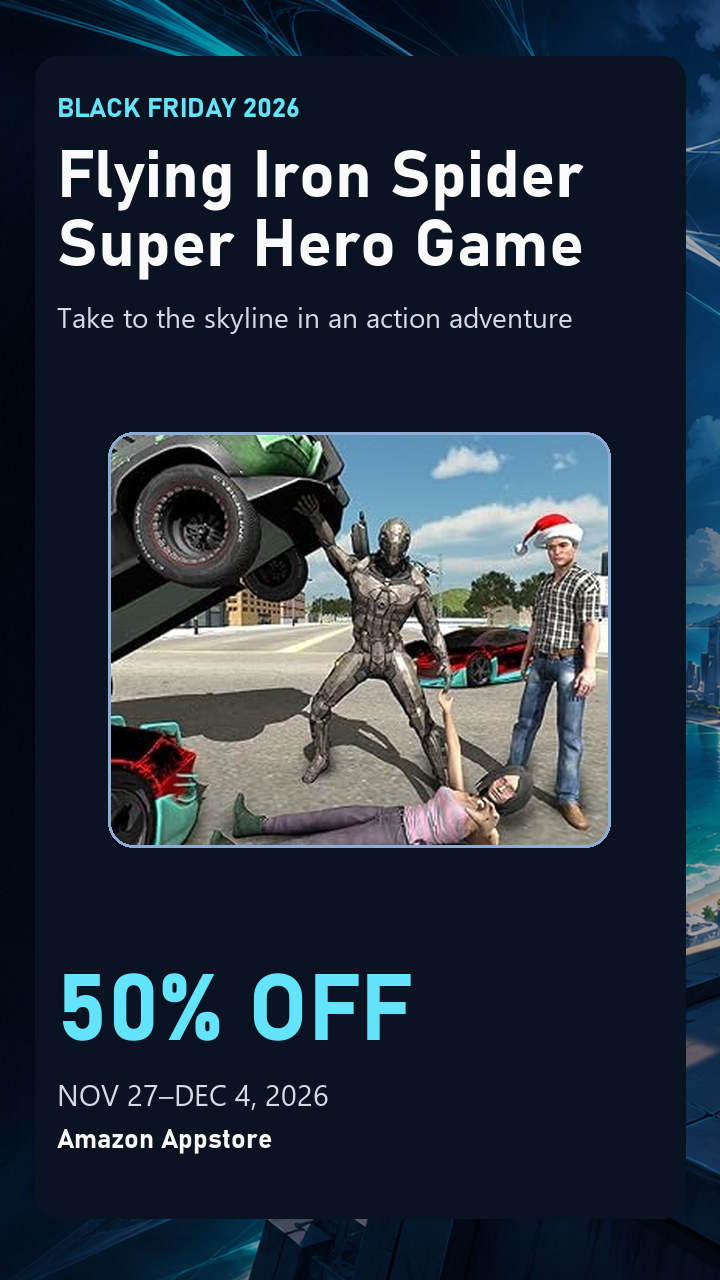 BLACK FRIDAY 2026
Flying Iron Spider
Super Hero Game
Take to the skyline in an action adventure
50% OFF
NOV 27–DEC 4, 2026
Amazon Appstore